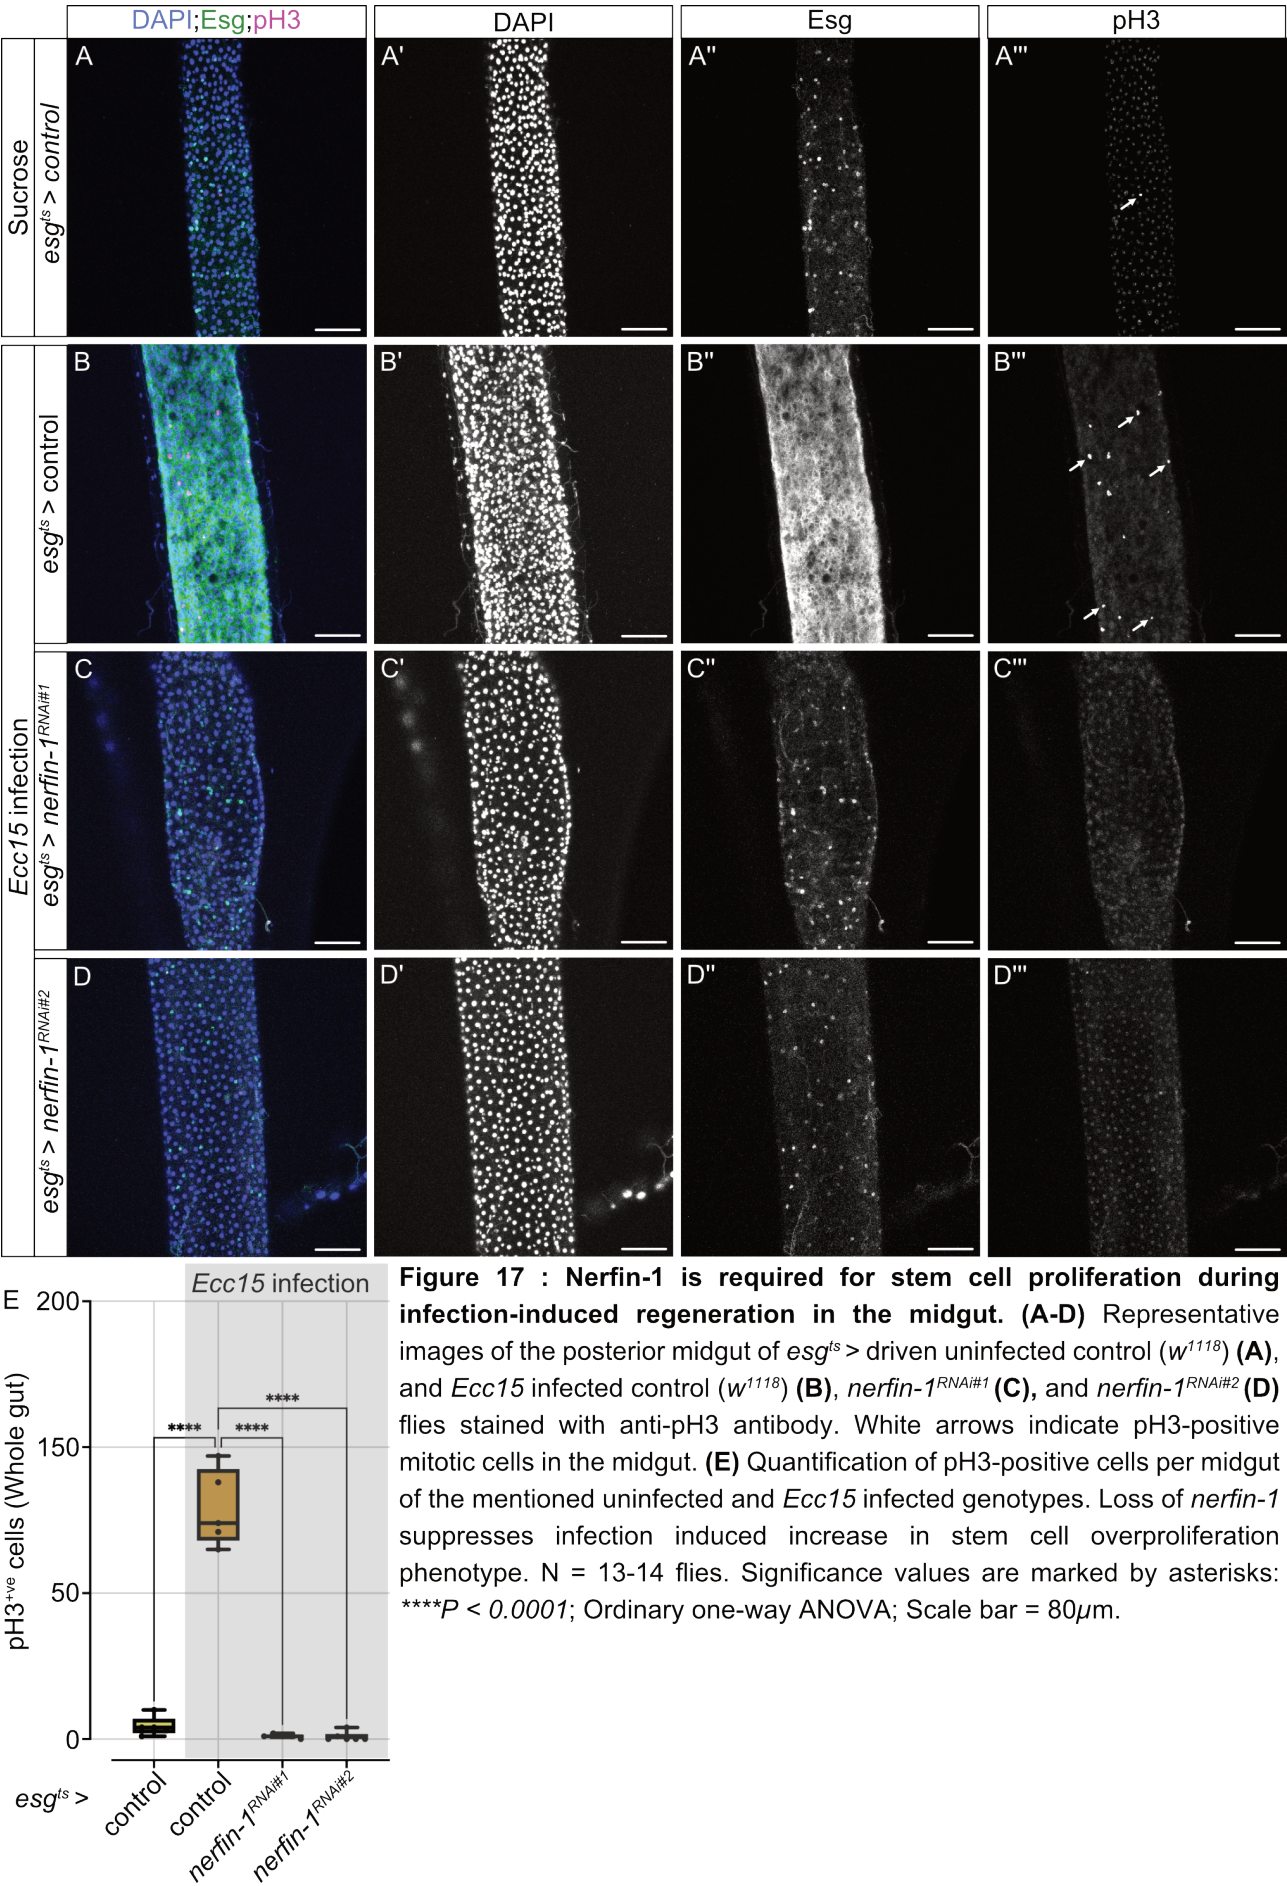 DAPI;Esg;pH3
DAPI
Esg
pH3
Sucrose
esgᵗˢ > control
A
A'
A''
A'''
Ecc15 infection
esgᵗˢ > control
B
B'
B''
B'''
esgᵗˢ > nerfin-1ᴿᴺᴬⁱ#¹
C
C'
C''
C'''
esgᵗˢ > nerfin-1ᴿᴺᴬⁱ#²
D
D'
D''
D'''
E
Ecc15 infection
200
150
50
0
pH3⁺ᵛᵉ cells (Whole gut)
****
****
****
esgᵗˢ >
control
control
nerfin-1ᴿᴺᴬⁱ#¹
nerfin-1ᴿᴺᴬⁱ#²
Figure 17 : Nerfin-1 is required for stem cell proliferation during
infection-induced regeneration in the midgut. (A-D) Representative
images of the posterior midgut of esgᵗˢ > driven uninfected control (w¹¹¹⁸) (A),
and Ecc15 infected control (w¹¹¹⁸) (B), nerfin-1ᴿᴺᴬⁱ#¹ (C), and nerfin-1ᴿᴺᴬⁱ#² (D)
flies stained with anti-pH3 antibody. White arrows indicate pH3-positive
mitotic cells in the midgut. (E) Quantification of pH3-positive cells per midgut
of the mentioned uninfected and Ecc15 infected genotypes. Loss of nerfin-1
suppresses infection induced increase in stem cell overproliferation
phenotype. N = 13-14 flies. Significance values are marked by asterisks:
****P < 0.0001; Ordinary one-way ANOVA; Scale bar = 80µm.